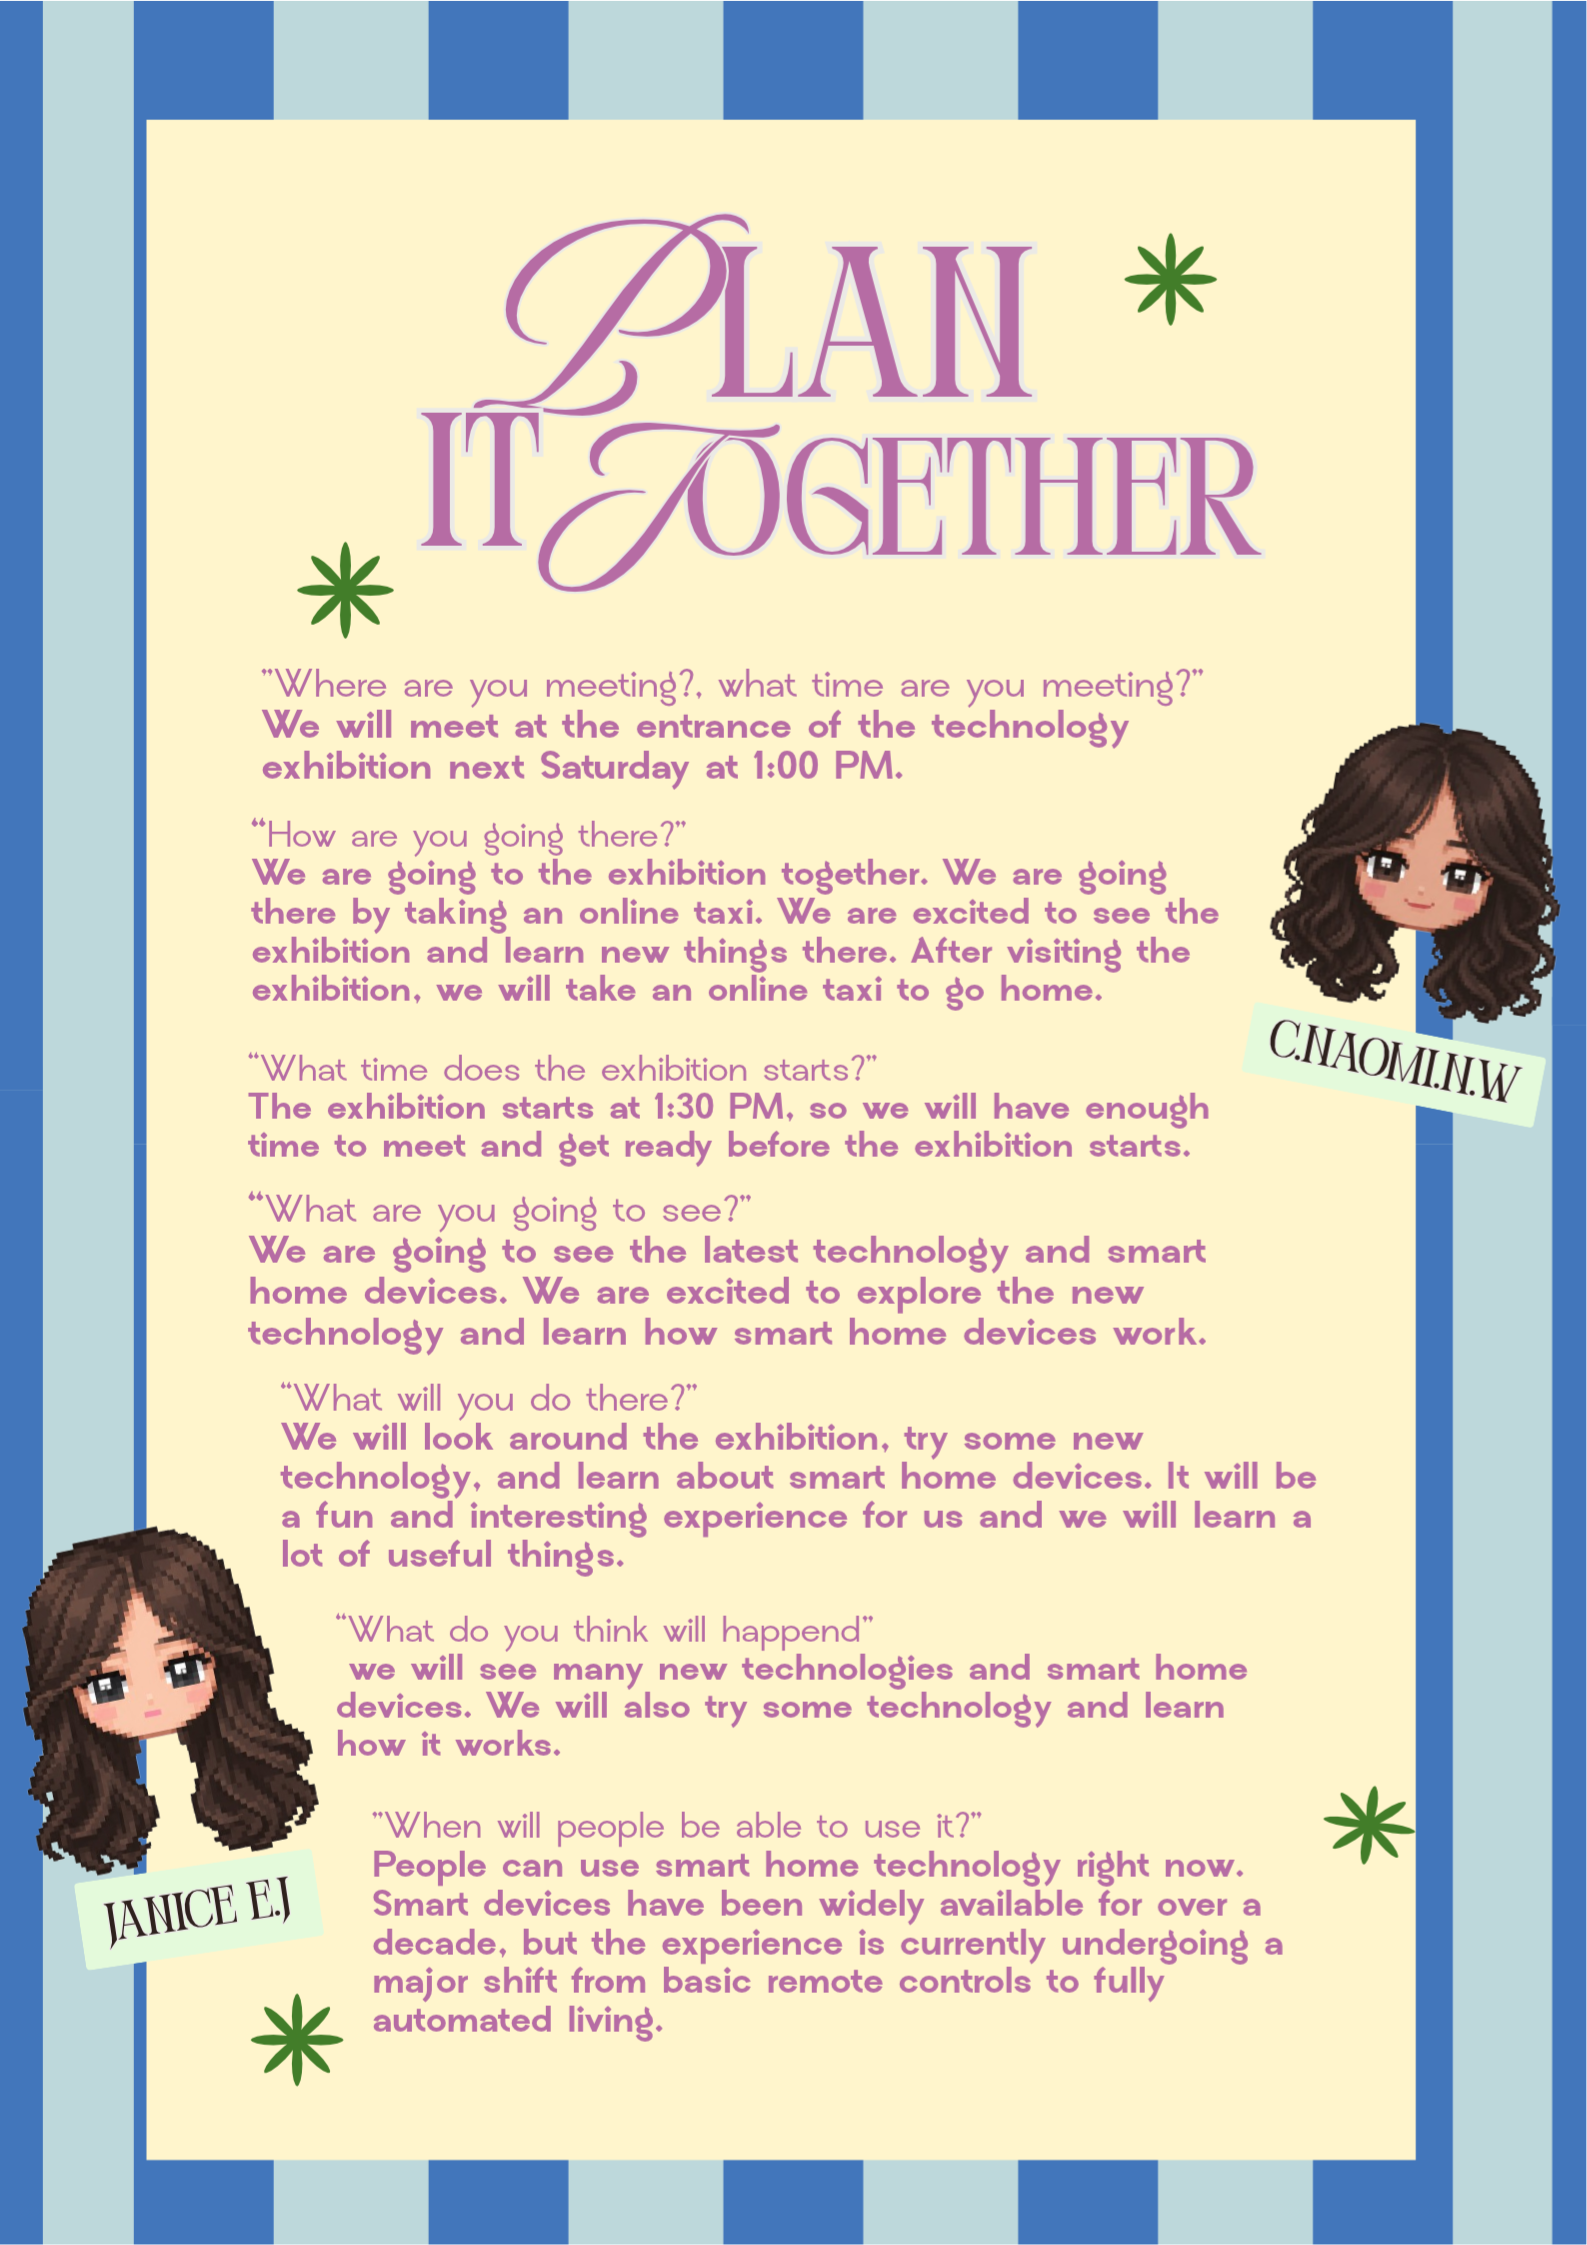 PLAN
IT TOGETHER
"Where are you meeting?, what time are you meeting?"
We will meet at the entrance of the technology
exhibition next Saturday at 1:00 PM.
“How are you going there?”
We are going to the exhibition together. We are going
there by taking an online taxi. We are excited to see the
exhibition and learn new things there. After visiting the
exhibition, we will take an online taxi to go home.
C.NAOMI.N.W
“What time does the exhibition starts?”
The exhibition starts at 1:30 PM, so we will have enough
time to meet and get ready before the exhibition starts.
“What are you going to see?”
We are going to see the latest technology and smart
home devices. We are excited to explore the new
technology and learn how smart home devices work.
“What will you do there?”
We will look around the exhibition, try some new
technology, and learn about smart home devices. It will be
a fun and interesting experience for us and we will learn a
lot of useful things.
“What do you think will happend”
we will see many new technologies and smart home
devices. We will also try some technology and learn
how it works.
"When will people be able to use it?"
People can use smart home technology right now.
Smart devices have been widely available for over a
decade, but the experience is currently undergoing a
major shift from basic remote controls to fully
automated living.
JANICE E.J